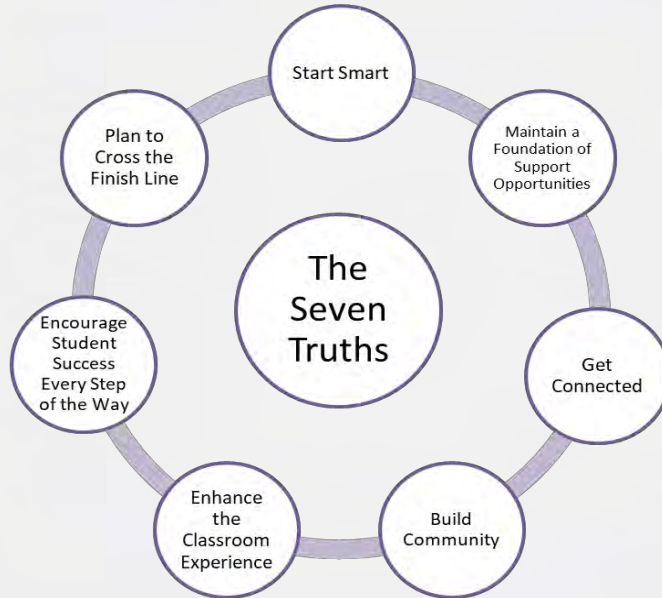 Start Smart
Maintain a
Foundation of
Support
Opportunities
Get
Connected
Build
Community
Enhance
the
Classroom
Experience
Encourage
Student
Success
Every Step
of the Way
Plan to
Cross the
Finish Line
The
Seven
Truths